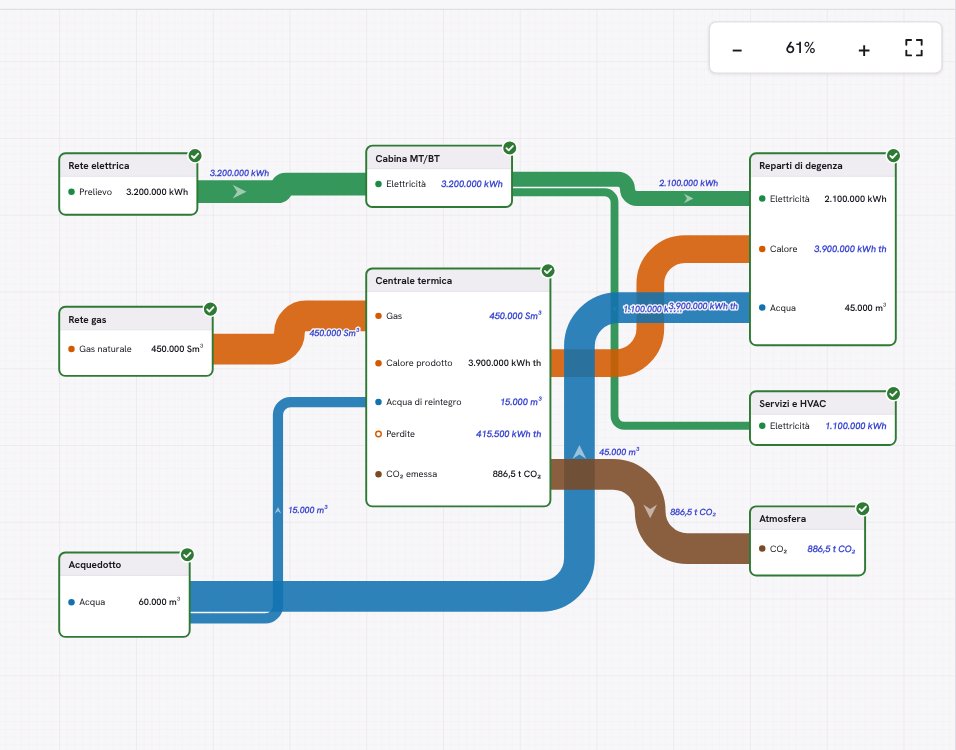 −
61%
+
Rete elettrica
Prelievo 3.200.000 kWh
3.200.000 kWh
Cabina MT/BT
Elettricità 3.200.000 kWh
2.100.000 kWh
Reparti di degenza
Elettricità 2.100.000 kWh
Calore 3.900.000 kWh th
Acqua 45.000 m³
Rete gas
Gas naturale 450.000 Sm³
450.000 Sm³
Centrale termica
Gas 450.000 Sm³
Calore prodotto 3.900.000 kWh th
Acqua di reintegro 15.000 m³
Perdite 415.500 kWh th
CO₂ emessa 886,5 t CO₂
1.100.000 k
3.900.000 kWh th
Servizi e HVAC
Elettricità 1.100.000 kWh
45.000 m³
15.000 m³
886,5 t CO₂
Atmosfera
CO₂ 886,5 t CO₂
Acquedotto
Acqua 60.000 m³